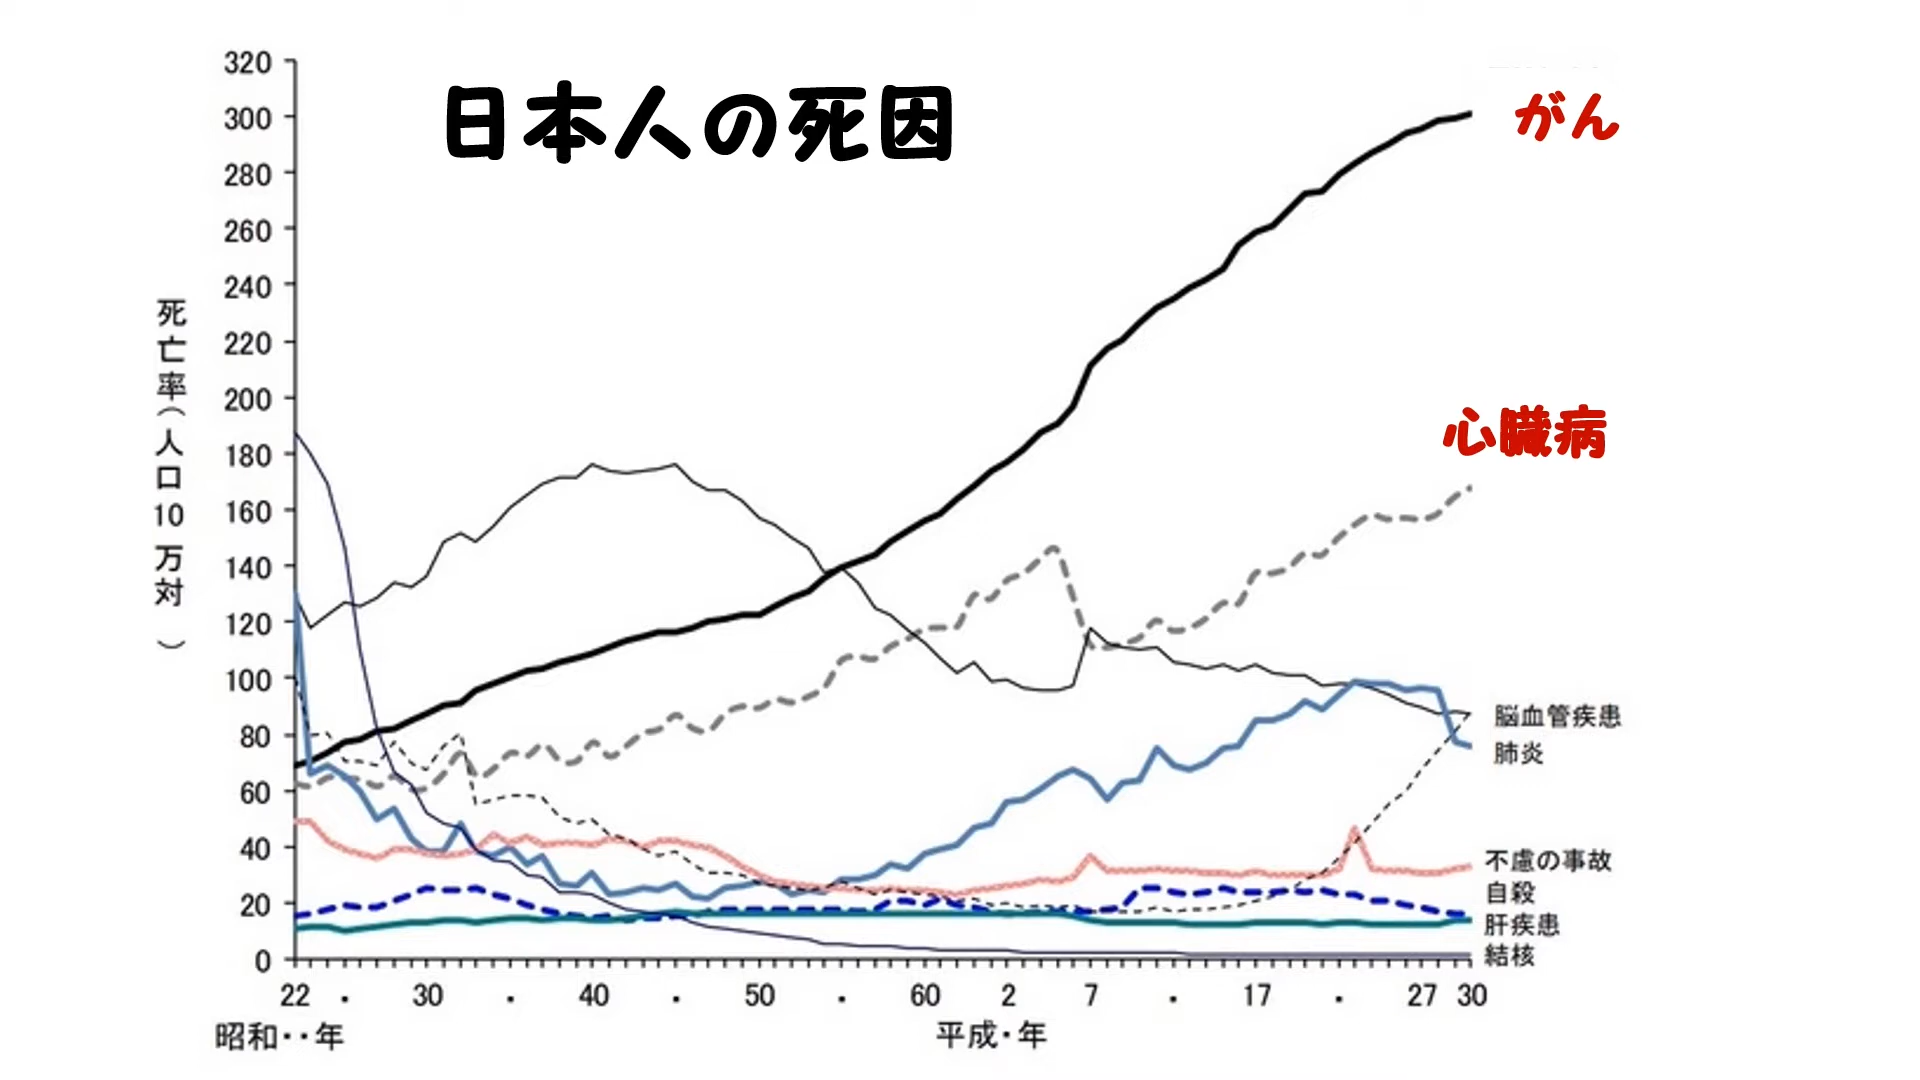 日本人の死因
320
300
280
260
240
220
200
180
160
140
120
100
80
60
40
20
0
死亡率（人口10万対）
がん
心臓病
脳血管疾患
肺炎
不慮の事故
自殺
肝疾患
結核
22 ・ 30 ・ 40 ・ 50 ・ 60 2 7 ・ 17 ・ 27 30
昭和・・年 平成・年